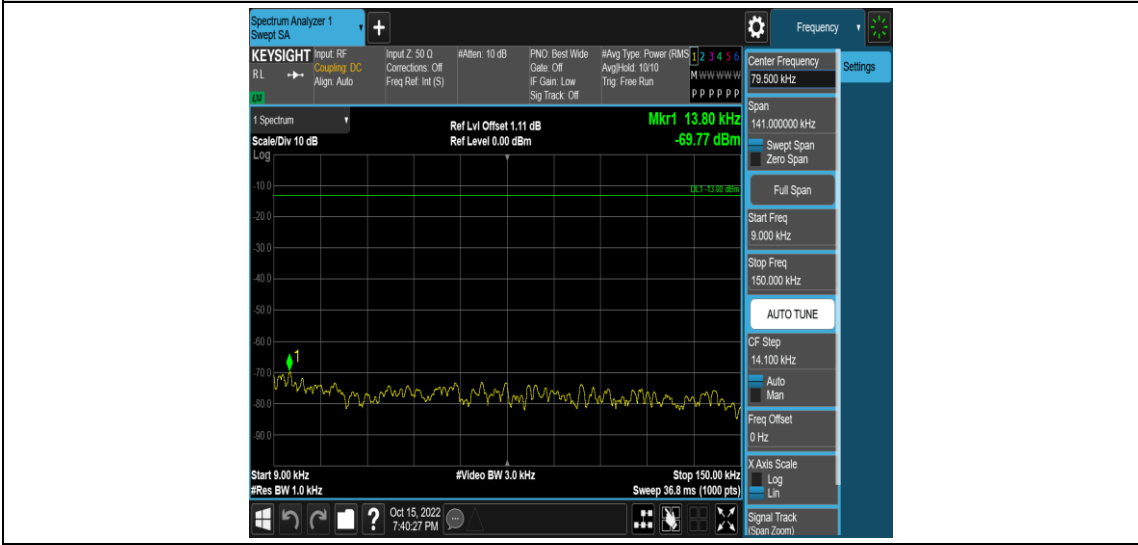 Spectrum Analyzer 1
Swept SA
+
Frequency
KEYSIGHT
RL
LM
Input: RF
Coupling: DC
Align: Auto
Input Z: 50 Ω
Corrections: Off
Freq Ref: Int (S)
#Atten: 10 dB
PNO: Best Wide
Gate: Off
IF Gain: Low
Sig Track: Off
#Avg Type: Power (RMS
Avg|Hold: 10/10
Trig: Free Run
1 2 3 4 5 6
M W W W W W
P P P P P P
1 Spectrum
Scale/Div 10 dB
Log
Ref Lvl Offset 1.11 dB
Ref Level 0.00 dBm
Mkr1 13.80 kHz
-69.77 dBm
DL1 -13.00 dBm
-10.0
-20.0
-30.0
-40.0
-50.0
-60.0
-70.0
-80.0
-90.0
1
Start 9.00 kHz
#Res BW 1.0 kHz
#Video BW 3.0 kHz
Stop 150.00 kHz
Sweep 36.8 ms (1000 pts)
?
Oct 15, 2022
7:40:27 PM
Center Frequency
79.500 kHz
Settings
Span
141.000000 kHz
Swept Span
Zero Span
Full Span
Start Freq
9.000 kHz
Stop Freq
150.000 kHz
AUTO TUNE
CF Step
14.100 kHz
Auto
Man
Freq Offset
0 Hz
X Axis Scale
Log
Lin
Signal Track
(Span Zoom)